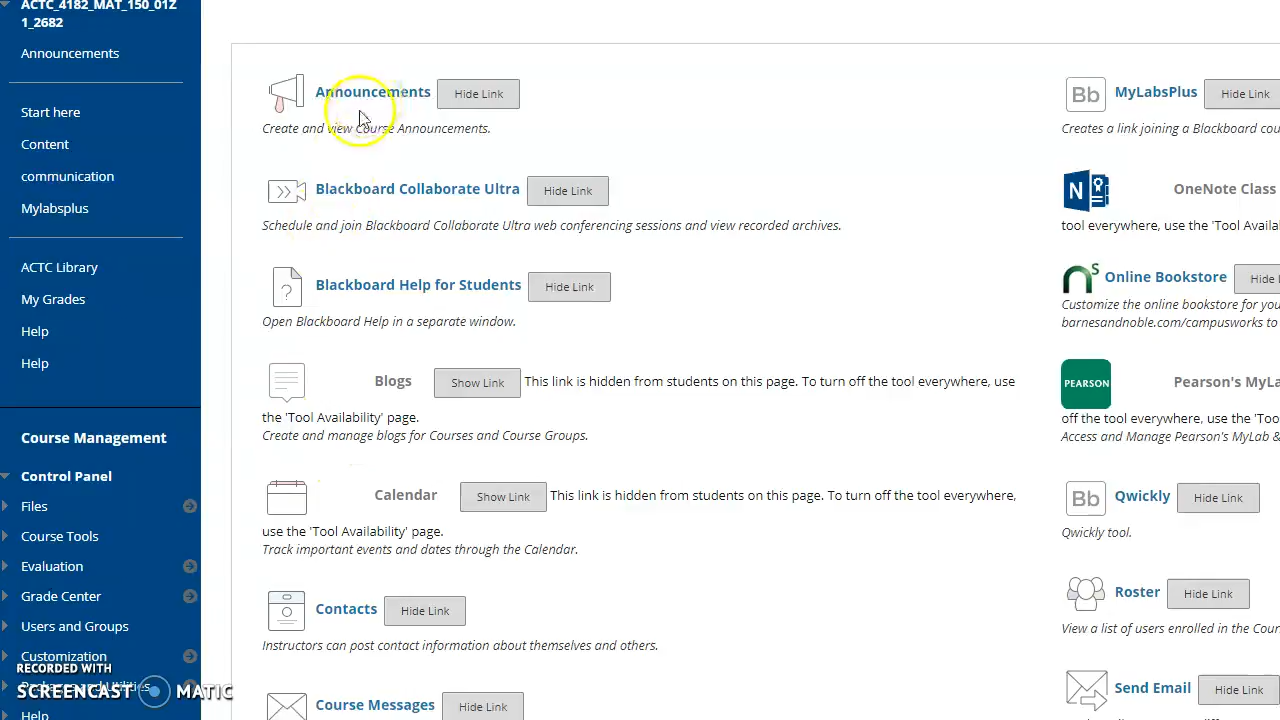 ACTC_4182_MAT_150_01Z
1_2682
Announcements
Start here
Content
communication
Mylabsplus
ACTC Library
My Grades
Help
Help
Course Management
Control Panel
Files
Course Tools
Evaluation
Grade Center
Users and Groups
Customization
Help
RECORDED WITH
SCREENCAST MATIC
Announcements Hide Link
Create and view Course Announcements.
Blackboard Collaborate Ultra Hide Link
Schedule and join Blackboard Collaborate Ultra web conferencing sessions and view recorded archives.
Blackboard Help for Students Hide Link
Open Blackboard Help in a separate window.
Blogs Show Link This link is hidden from students on this page. To turn off the tool everywhere, use
the 'Tool Availability' page.
Create and manage blogs for Courses and Course Groups.
Calendar Show Link This link is hidden from students on this page. To turn off the tool everywhere,
use the 'Tool Availability' page.
Track important events and dates through the Calendar.
Contacts Hide Link
Instructors can post contact information about themselves and others.
Course Messages Hide Link
Bb MyLabsPlus Hide Link
Creates a link joining a Blackboard cou
N OneNote Class
tool everywhere, use the 'Tool Availa
n s Online Bookstore Hide
Customize the online bookstore for you
barnesandnoble.com/campusworks to
PEARSON Pearson's MyLa
off the tool everywhere, use the 'Too
Access and Manage Pearson's MyLab &
Bb Qwickly Hide Link
Qwickly tool.
Roster Hide Link
View a list of users enrolled in the Cour
Send Email Hide Link